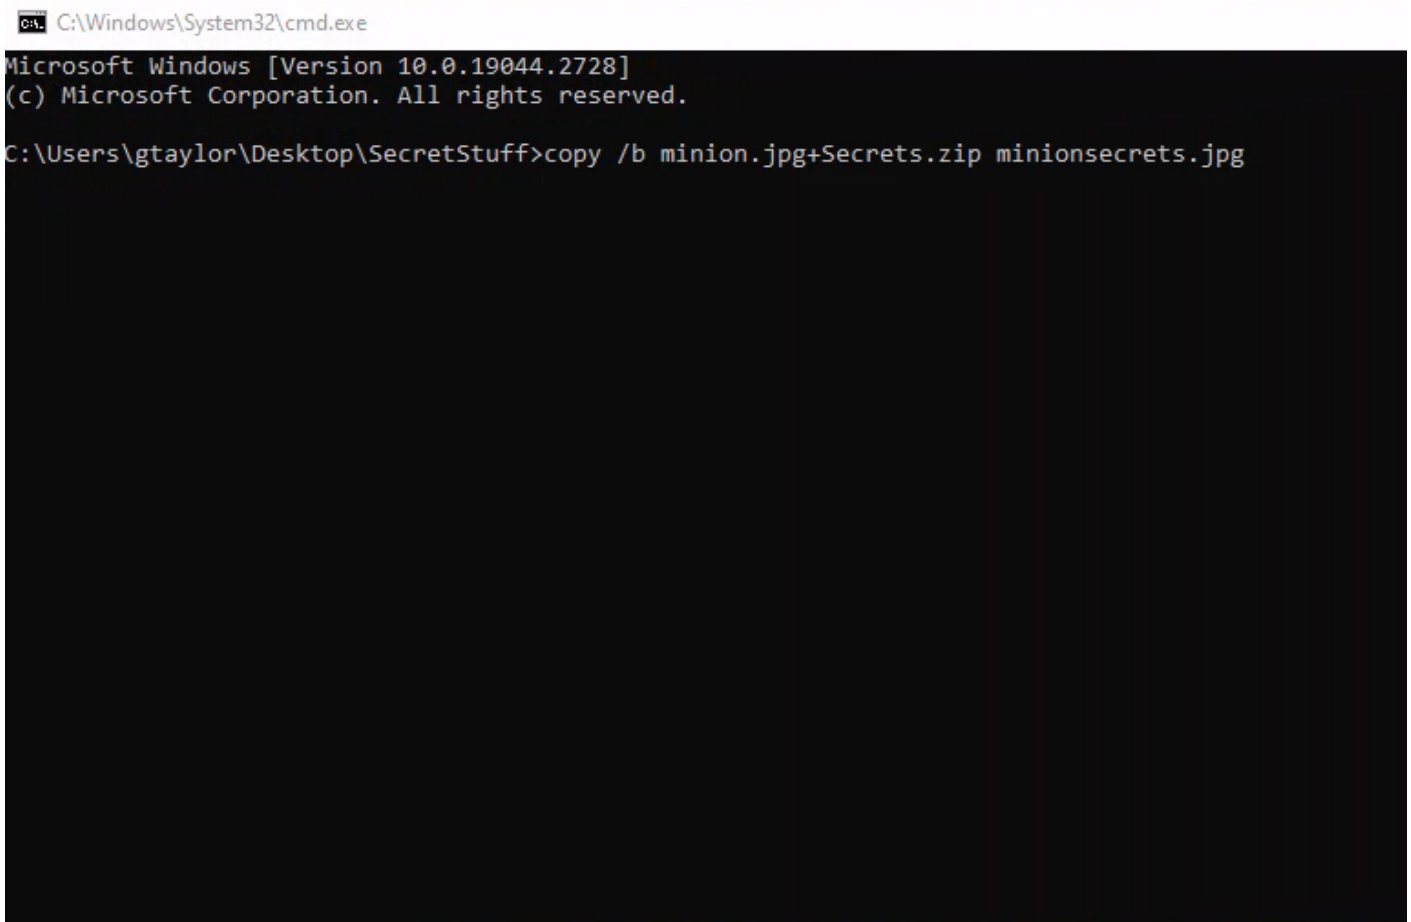 C:\Windows\System32\cmd.exe
Microsoft Windows [Version 10.0.19044.2728]
(c) Microsoft Corporation. All rights reserved.
C:\Users\gtaylor\Desktop\SecretStuff>copy /b minion.jpg+Secrets.zip minionsecrets.jpg